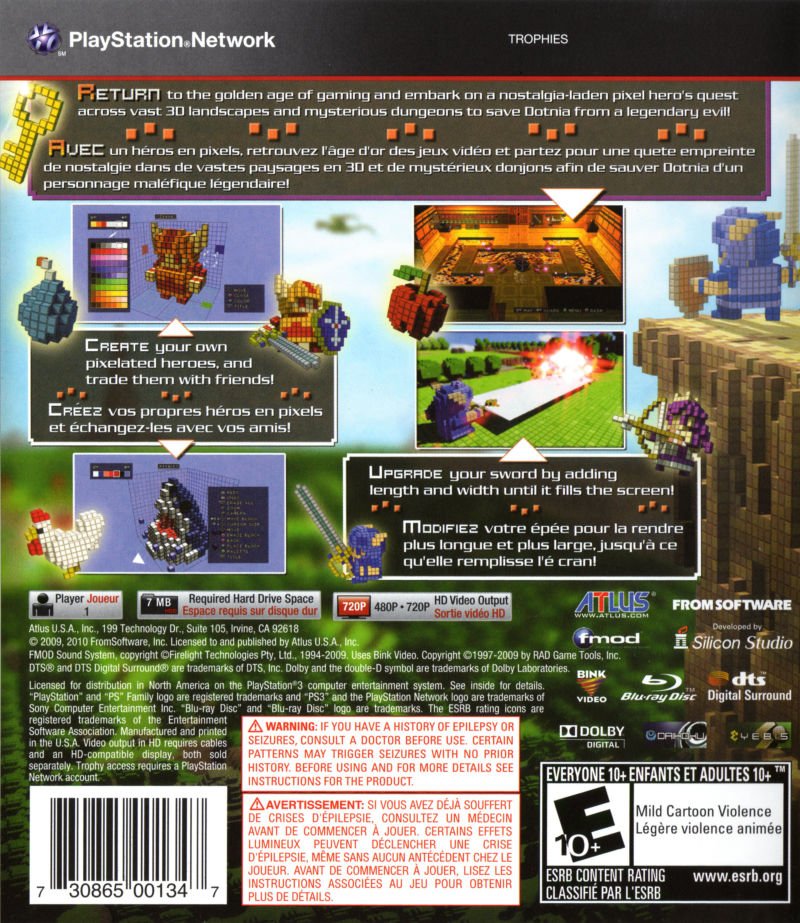 PlayStation®Network
SM
TROPHIES
RETURN to the golden age of gaming and embark on a nostalgia-laden pixel hero's quest
across vast 3D landscapes and mysterious dungeons to save Dotnia from a legendary evil!
AVEC un héros en pixels, retrouvez l'âge d'or des jeux vidéo et partez pour une quete empreinte
de nostalgie dans de vastes paysages en 3D et de mystérieux donjons afin de sauver Dotnia d'un
personnage maléfique légendaire!
CREATE your own
pixelated heroes, and
trade them with friends!
CRÉEZ vos propres héros en pixels
et échangez-les avec vos amis!
UPGRADE your sword by adding
length and width until it fills the screen!
MODIFIEZ votre épée pour la rendre
plus longue et plus large, jusqu'à ce
qu'elle remplisse l'é cran!
Player Joueur
1
7 MB
Required Hard Drive Space
Espace requis sur disque dur
720P
480P • 720P
HD Video Output
Sortie vidéo HD
Atlus U.S.A., Inc., 199 Technology Dr., Suite 105, Irvine, CA 92618
© 2009, 2010 FromSoftware, Inc. Licensed to and published by Atlus U.S.A., Inc.
FMOD Sound System, copyright ©Firelight Technologies Pty, Ltd., 1994-2009. Uses Bink Video. Copyright ©1997-2009 by RAD Game Tools, Inc.
DTS® and DTS Digital Surround® are trademarks of DTS, Inc. Dolby and the double-D symbol are trademarks of Dolby Laboratories.
Licensed for distribution in North America on the PlayStation®3 computer entertainment system. See inside for details.
"PlayStation" and "PS" Family logo are registered trademarks and "PS3" and the PlayStation Network logo are trademarks of
Sony Computer Entertainment Inc. "Blu-ray Disc" and "Blu-ray Disc" logo are trademarks. The ESRB rating icons are
registered trademarks of the Entertainment
Software Association. Manufactured and printed
in the U.S.A. Video output in HD requires cables
and an HD-compatible display, both sold
separately. Trophy access requires a PlayStation
Network account.
ATLUS®
WWW.ATLUS.COM
FROMSOFTWARE
fmod
Developed by
Silicon Studio
BINK
VIDEO
Blu-ray Disc™
dts
Digital Surround
DOLBY
DIGITAL
DAIKOKU
YEBIS
⚠ WARNING: IF YOU HAVE A HISTORY OF EPILEPSY OR
SEIZURES, CONSULT A DOCTOR BEFORE USE. CERTAIN
PATTERNS MAY TRIGGER SEIZURES WITH NO PRIOR
HISTORY. BEFORE USING AND FOR MORE DETAILS SEE
INSTRUCTIONS FOR THE PRODUCT.
⚠ AVERTISSEMENT: SI VOUS AVEZ DÉJÀ SOUFFERT
DE CRISES D'ÉPILEPSIE, CONSULTEZ UN MÉDECIN
AVANT DE COMMENCER À JOUER. CERTAINS EFFETS
LUMINEUX PEUVENT DÉCLENCHER UNE CRISE
D'ÉPILEPSIE, MÊME SANS AUCUN ANTÉCÉDENT CHEZ LE
JOUEUR. AVANT DE COMMENCER À JOUER, LISEZ LES
INSTRUCTIONS ASSOCIÉES AU JEU POUR OBTENIR
PLUS DE DÉTAILS.
7 30865 00134 7
EVERYONE 10+ ENFANTS ET ADULTES 10+ ™
E
10+
Mild Cartoon Violence
Légère violence animée
ESRB CONTENT RATING
www.esrb.org
CLASSIFIÉ PAR L'ESRB